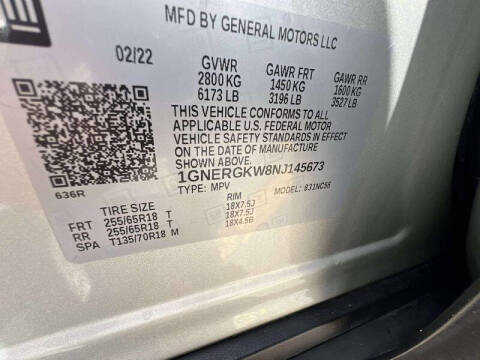 MFD BY GENERAL MOTORS LLC
02/22 GVWR GAWR FRT GAWR RR
2800 KG 1450 KG 1600 KG
6173 LB 3196 LB 3527 LB
THIS VEHICLE CONFORMS TO ALL
APPLICABLE U.S. FEDERAL MOTOR
VEHICLE SAFETY STANDARDS IN EFFECT
ON THE DATE OF MANUFACTURE
SHOWN ABOVE.
636R 1GNERGKW8NJ145673
TYPE: MPV MODEL: 831NC56
TIRE SIZE RIM
FRT 255/65R18 T 18X7.5J
RR 255/65R18 T 18X7.5J
SPA T135/70R18 M 18X4.5B